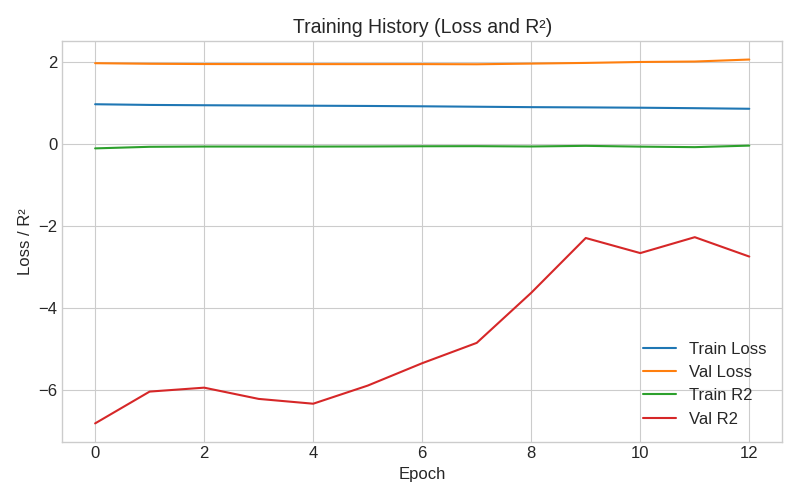 Training History (Loss and R²)
Loss / R²
2
0
−2
−4
−6
Train Loss
Val Loss
Train R2
Val R2
0 2 4 6 8 10 12
Epoch